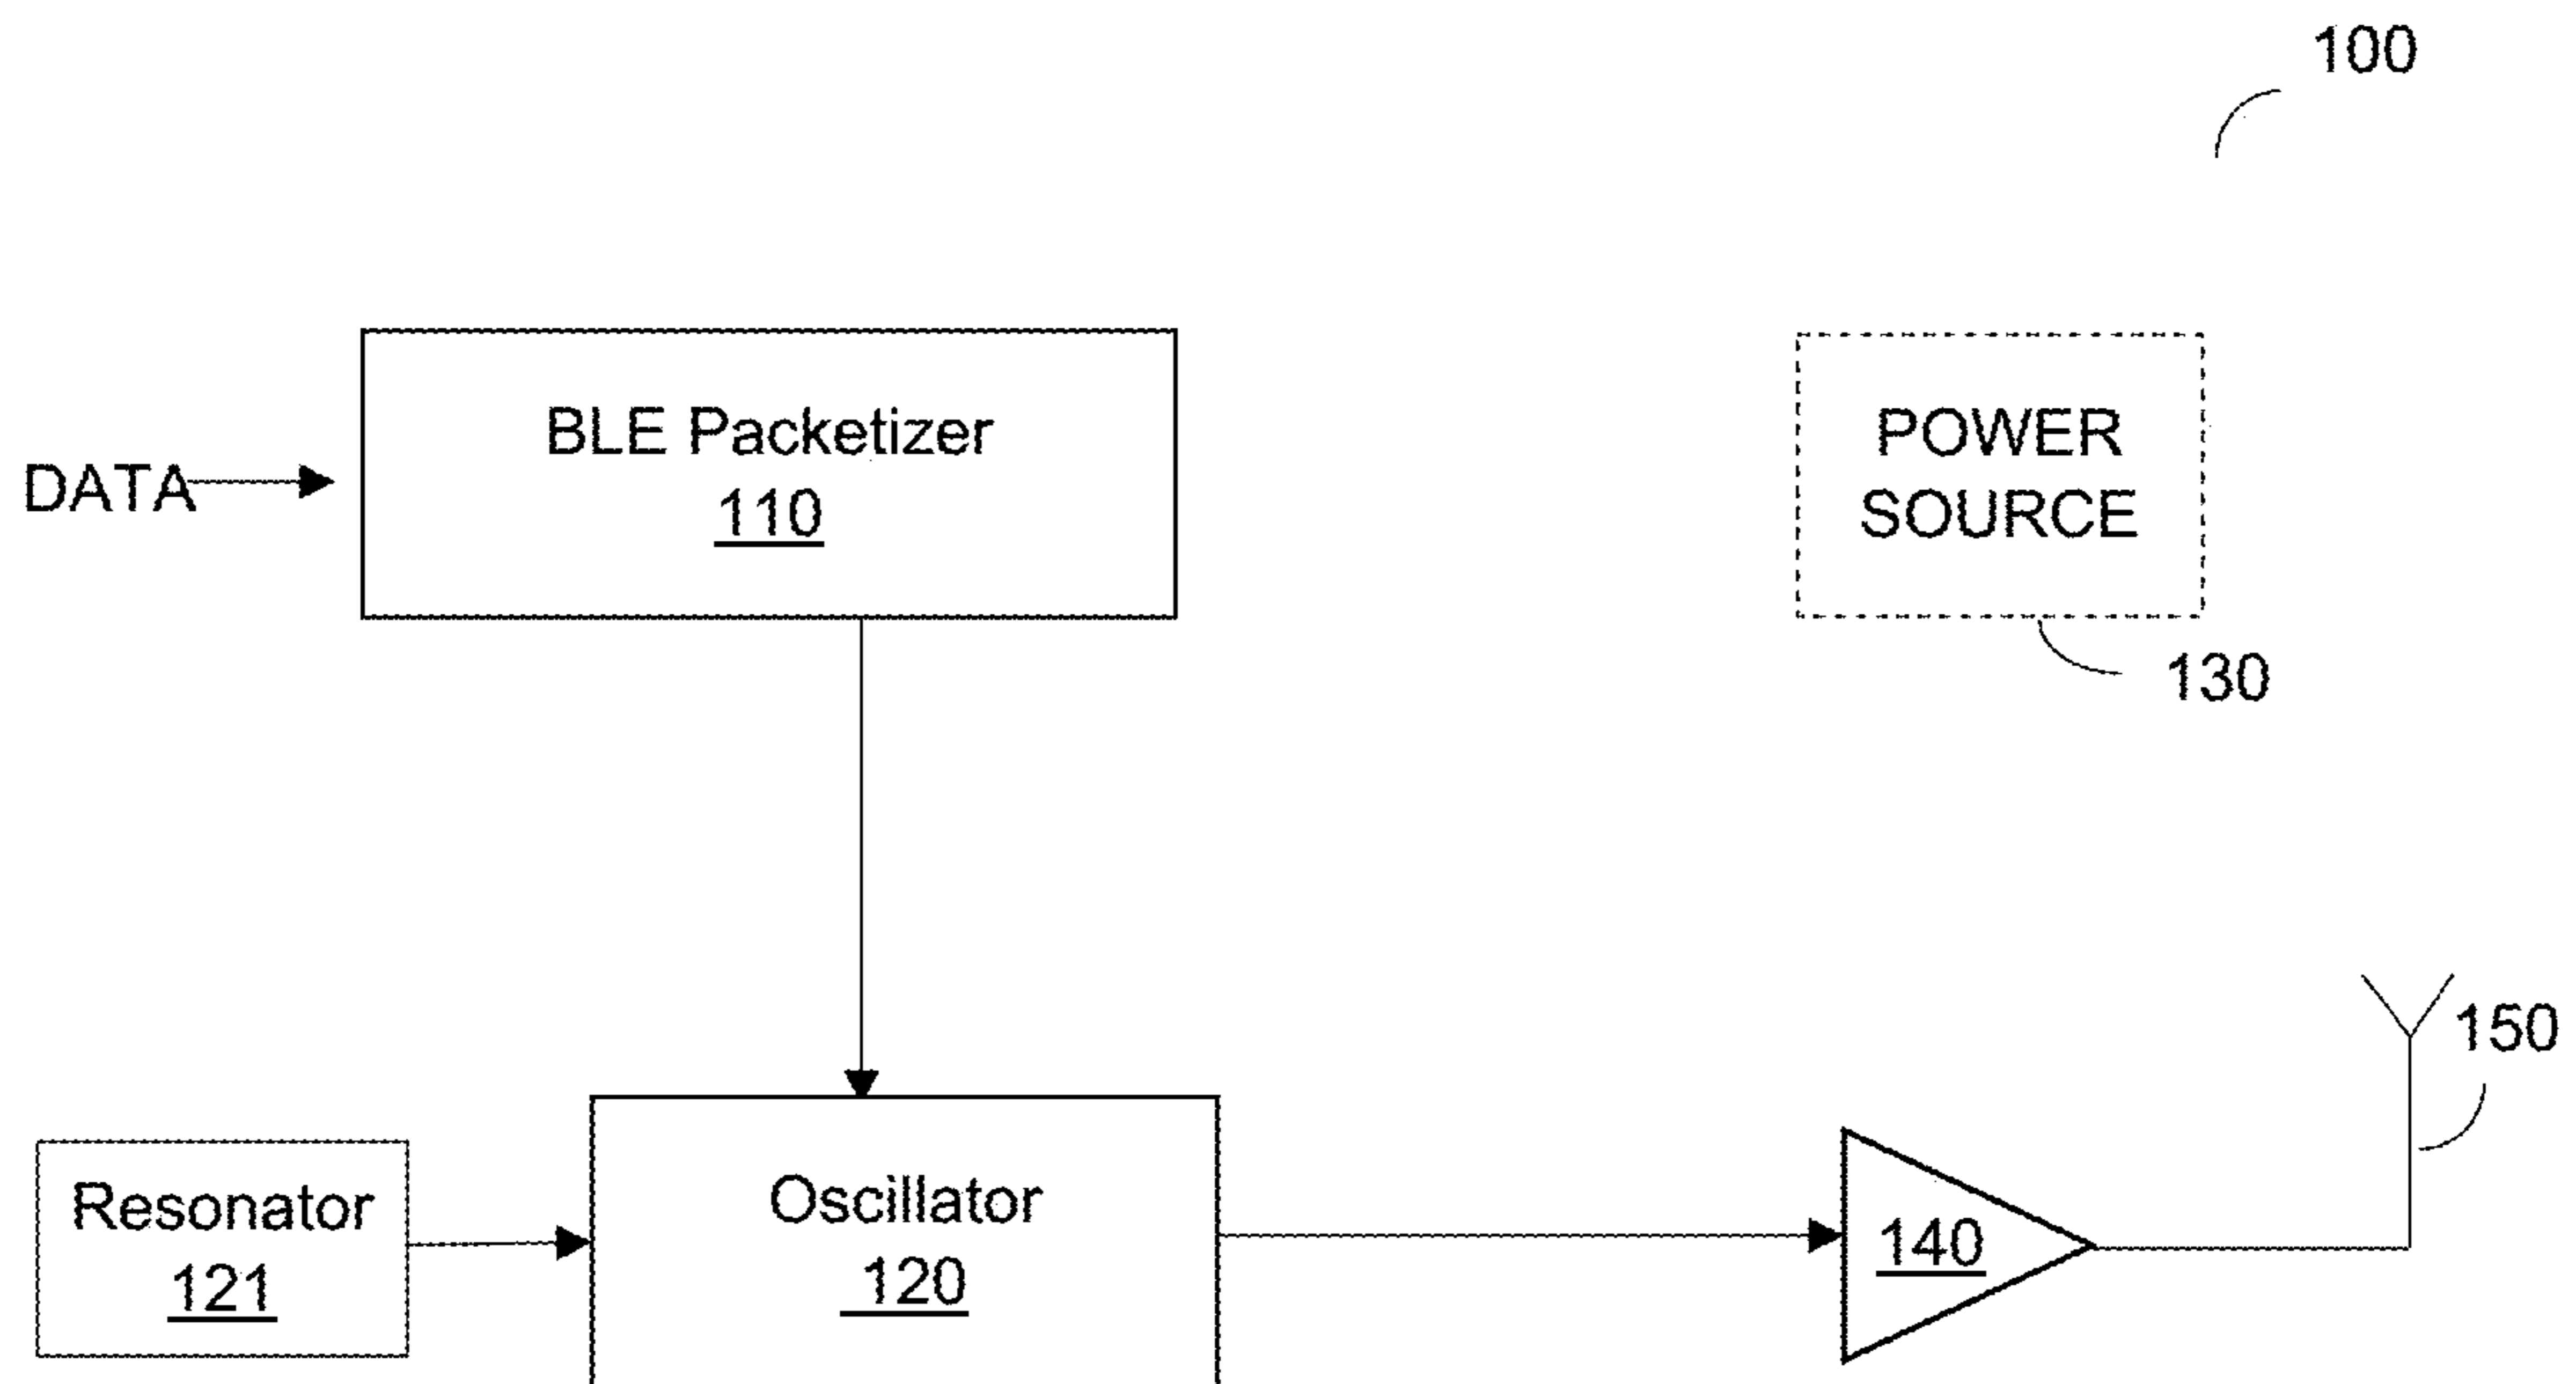 100
BLE Packetizer
110
DATA
POWER
SOURCE
130
150
Resonator
121
Oscillator
120
140